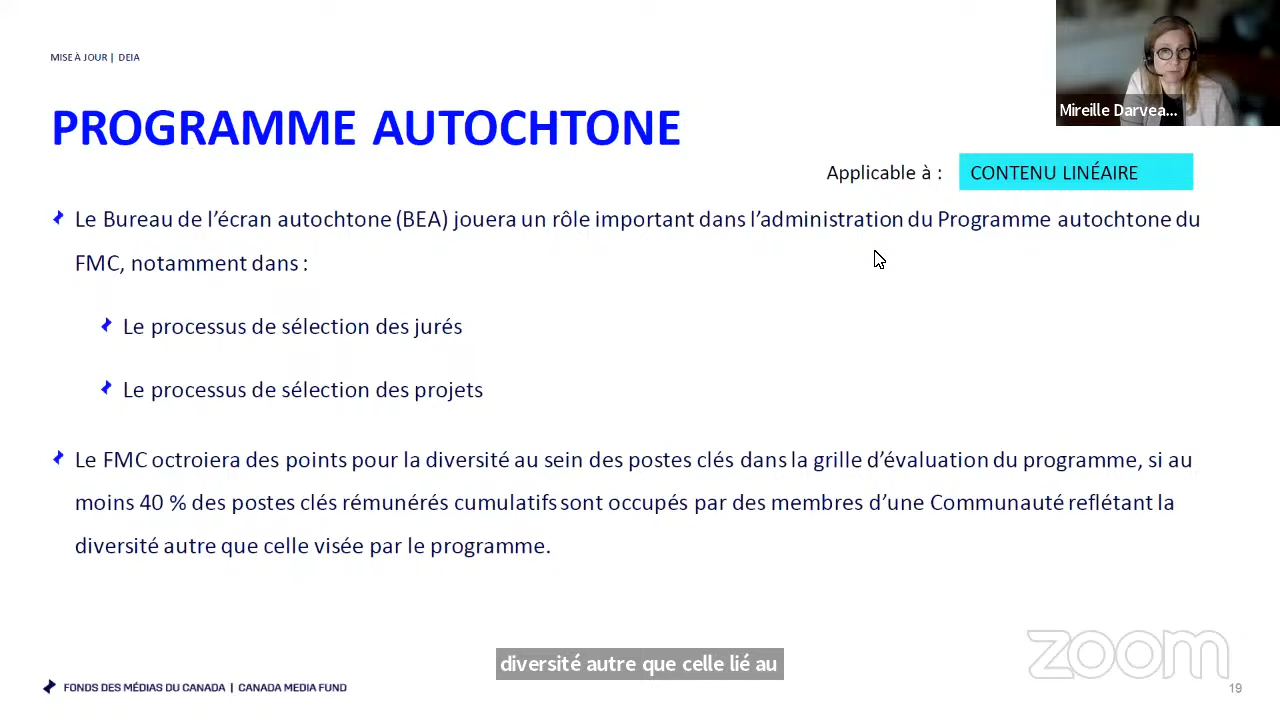 MISE À JOUR | DEIA
Mireille Darvea...
PROGRAMME AUTOCHTONE
Applicable à : CONTENU LINÉAIRE
Le Bureau de l’écran autochtone (BEA) jouera un rôle important dans l’administration du Programme autochtone du
FMC, notamment dans :
Le processus de sélection des jurés
Le processus de sélection des projets
Le FMC octroiera des points pour la diversité au sein des postes clés dans la grille d’évaluation du programme, si au
moins 40 % des postes clés rémunérés cumulatifs sont occupés par des membres d’une Communauté reflétant la
diversité autre que celle visée par le programme.
diversité autre que celle lié au
zoom
FONDS DES MÉDIAS DU CANADA | CANADA MEDIA FUND
19